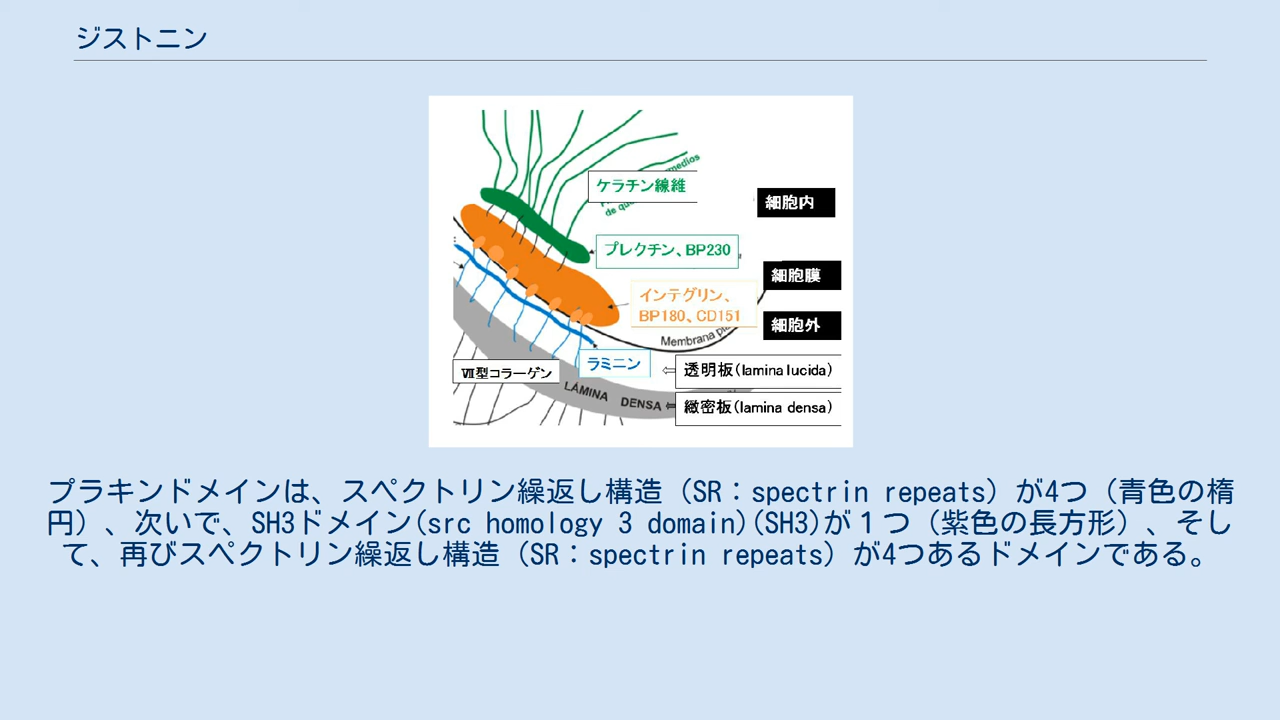 ジストニン
ケラチン線維
de
細胞内
プレクチン、BP230
細胞膜
インテグリン、
BP180、CD151
細胞外
Membrana
ラミニン
透明板(lamina lucida)
Ⅶ型コラーゲン
LÁMINA DENSA
緻密板(lamina densa)
プラキンドメインは、スペクトリン繰返し構造（SR：spectrin repeats）が4つ（青色の楕
円）、次いで、SH3ドメイン(src homology 3 domain)(SH3)が１つ（紫色の長方形）、そし
て、再びスペクトリン繰返し構造（SR：spectrin repeats）が4つあるドメインである。